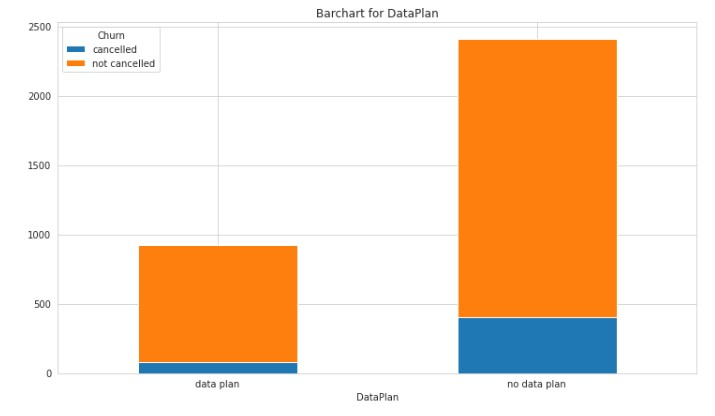 Barchart for DataPlan
Churn
cancelled
not cancelled
2500
2000
1500
1000
500
0
data plan
no data plan
DataPlan